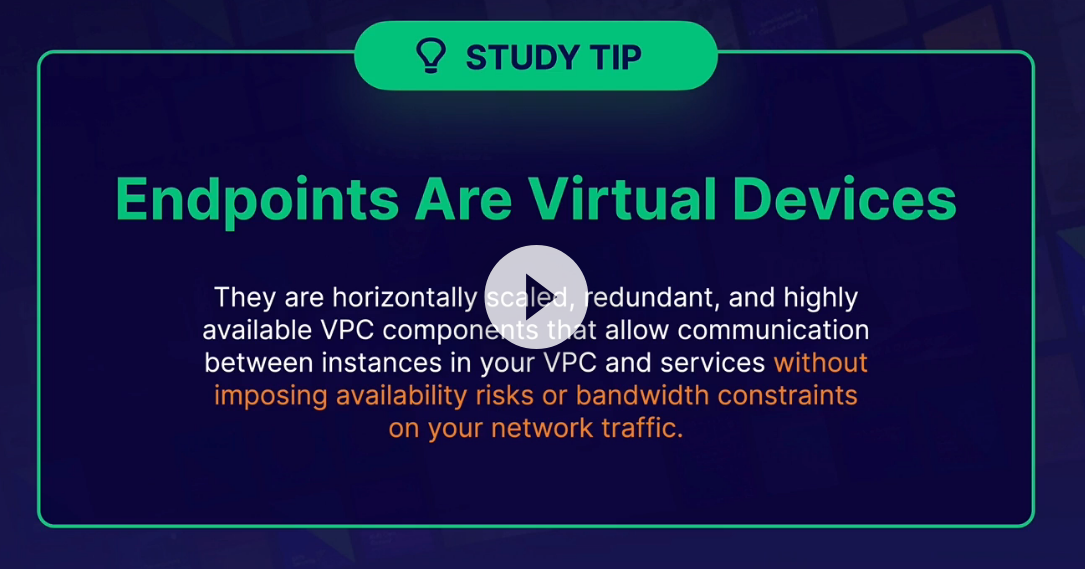 STUDY TIP
Endpoints Are Virtual Devices
They are horizontally scaled, redundant, and highly
available VPC components that allow communication
between instances in your VPC and services without
imposing availability risks or bandwidth constraints
on your network traffic.